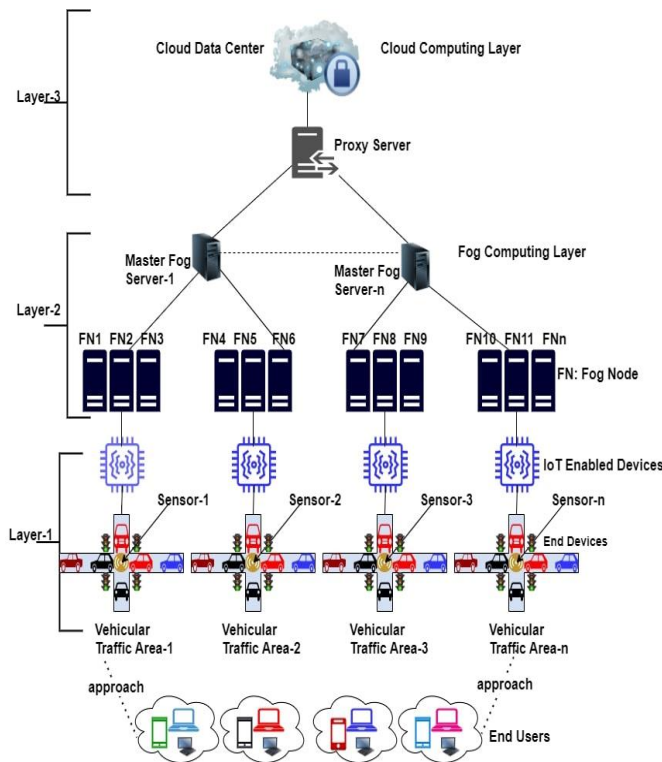 Cloud Data Center
Cloud Computing Layer
Layer-3
Proxy Server
Master Fog
Server-1
Master Fog
Server-n
Fog Computing Layer
Layer-2
FN1 FN2 FN3
FN4 FN5 FN6
FN7 FN8 FN9
FN10 FN11 FNn
FN: Fog Node
IoT Enabled Devices
Sensor-1
Sensor-2
Sensor-3
Sensor-n
Layer-1
End Devices
Vehicular
Traffic Area-1
Vehicular
Traffic Area-2
Vehicular
Traffic Area-3
Vehicular
Traffic Area-n
approach
approach
End Users